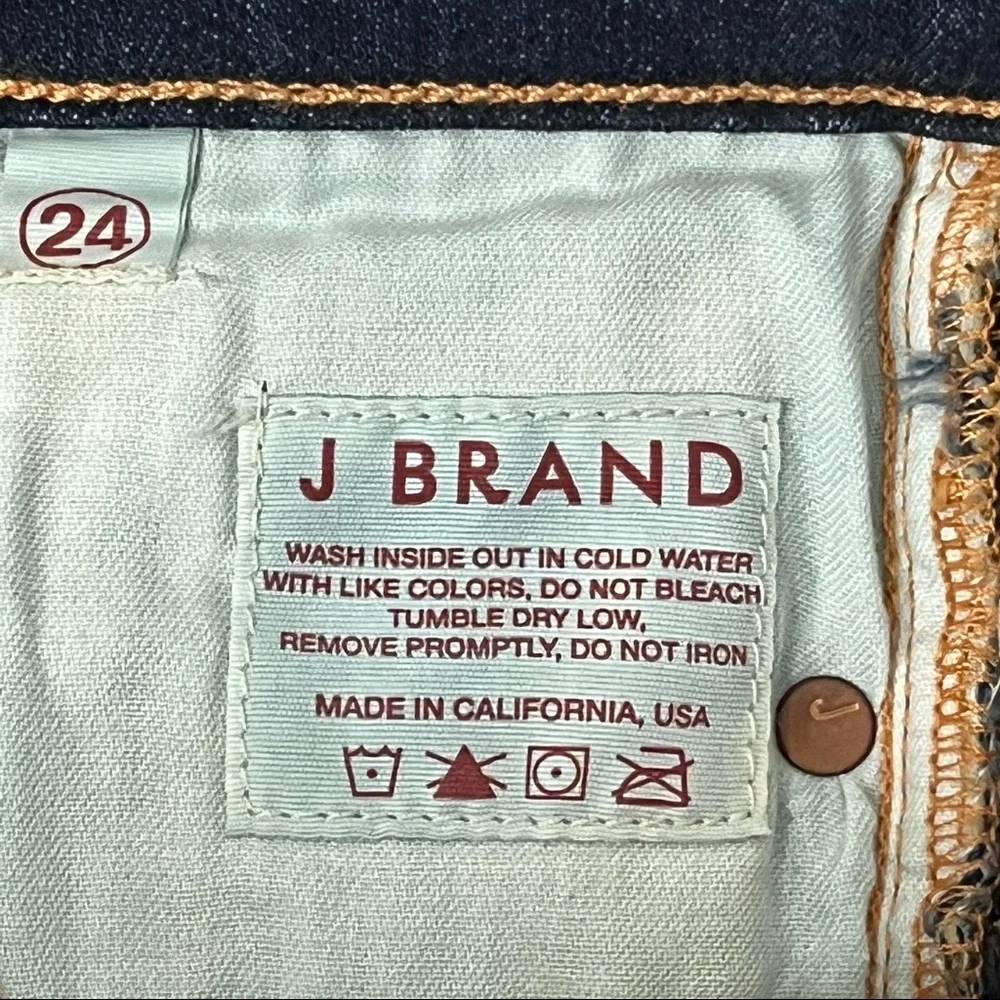 24
J BRAND
WASH INSIDE OUT IN COLD WATER
WITH LIKE COLORS, DO NOT BLEACH
TUMBLE DRY LOW,
REMOVE PROMPTLY, DO NOT IRON
MADE IN CALIFORNIA, USA
J